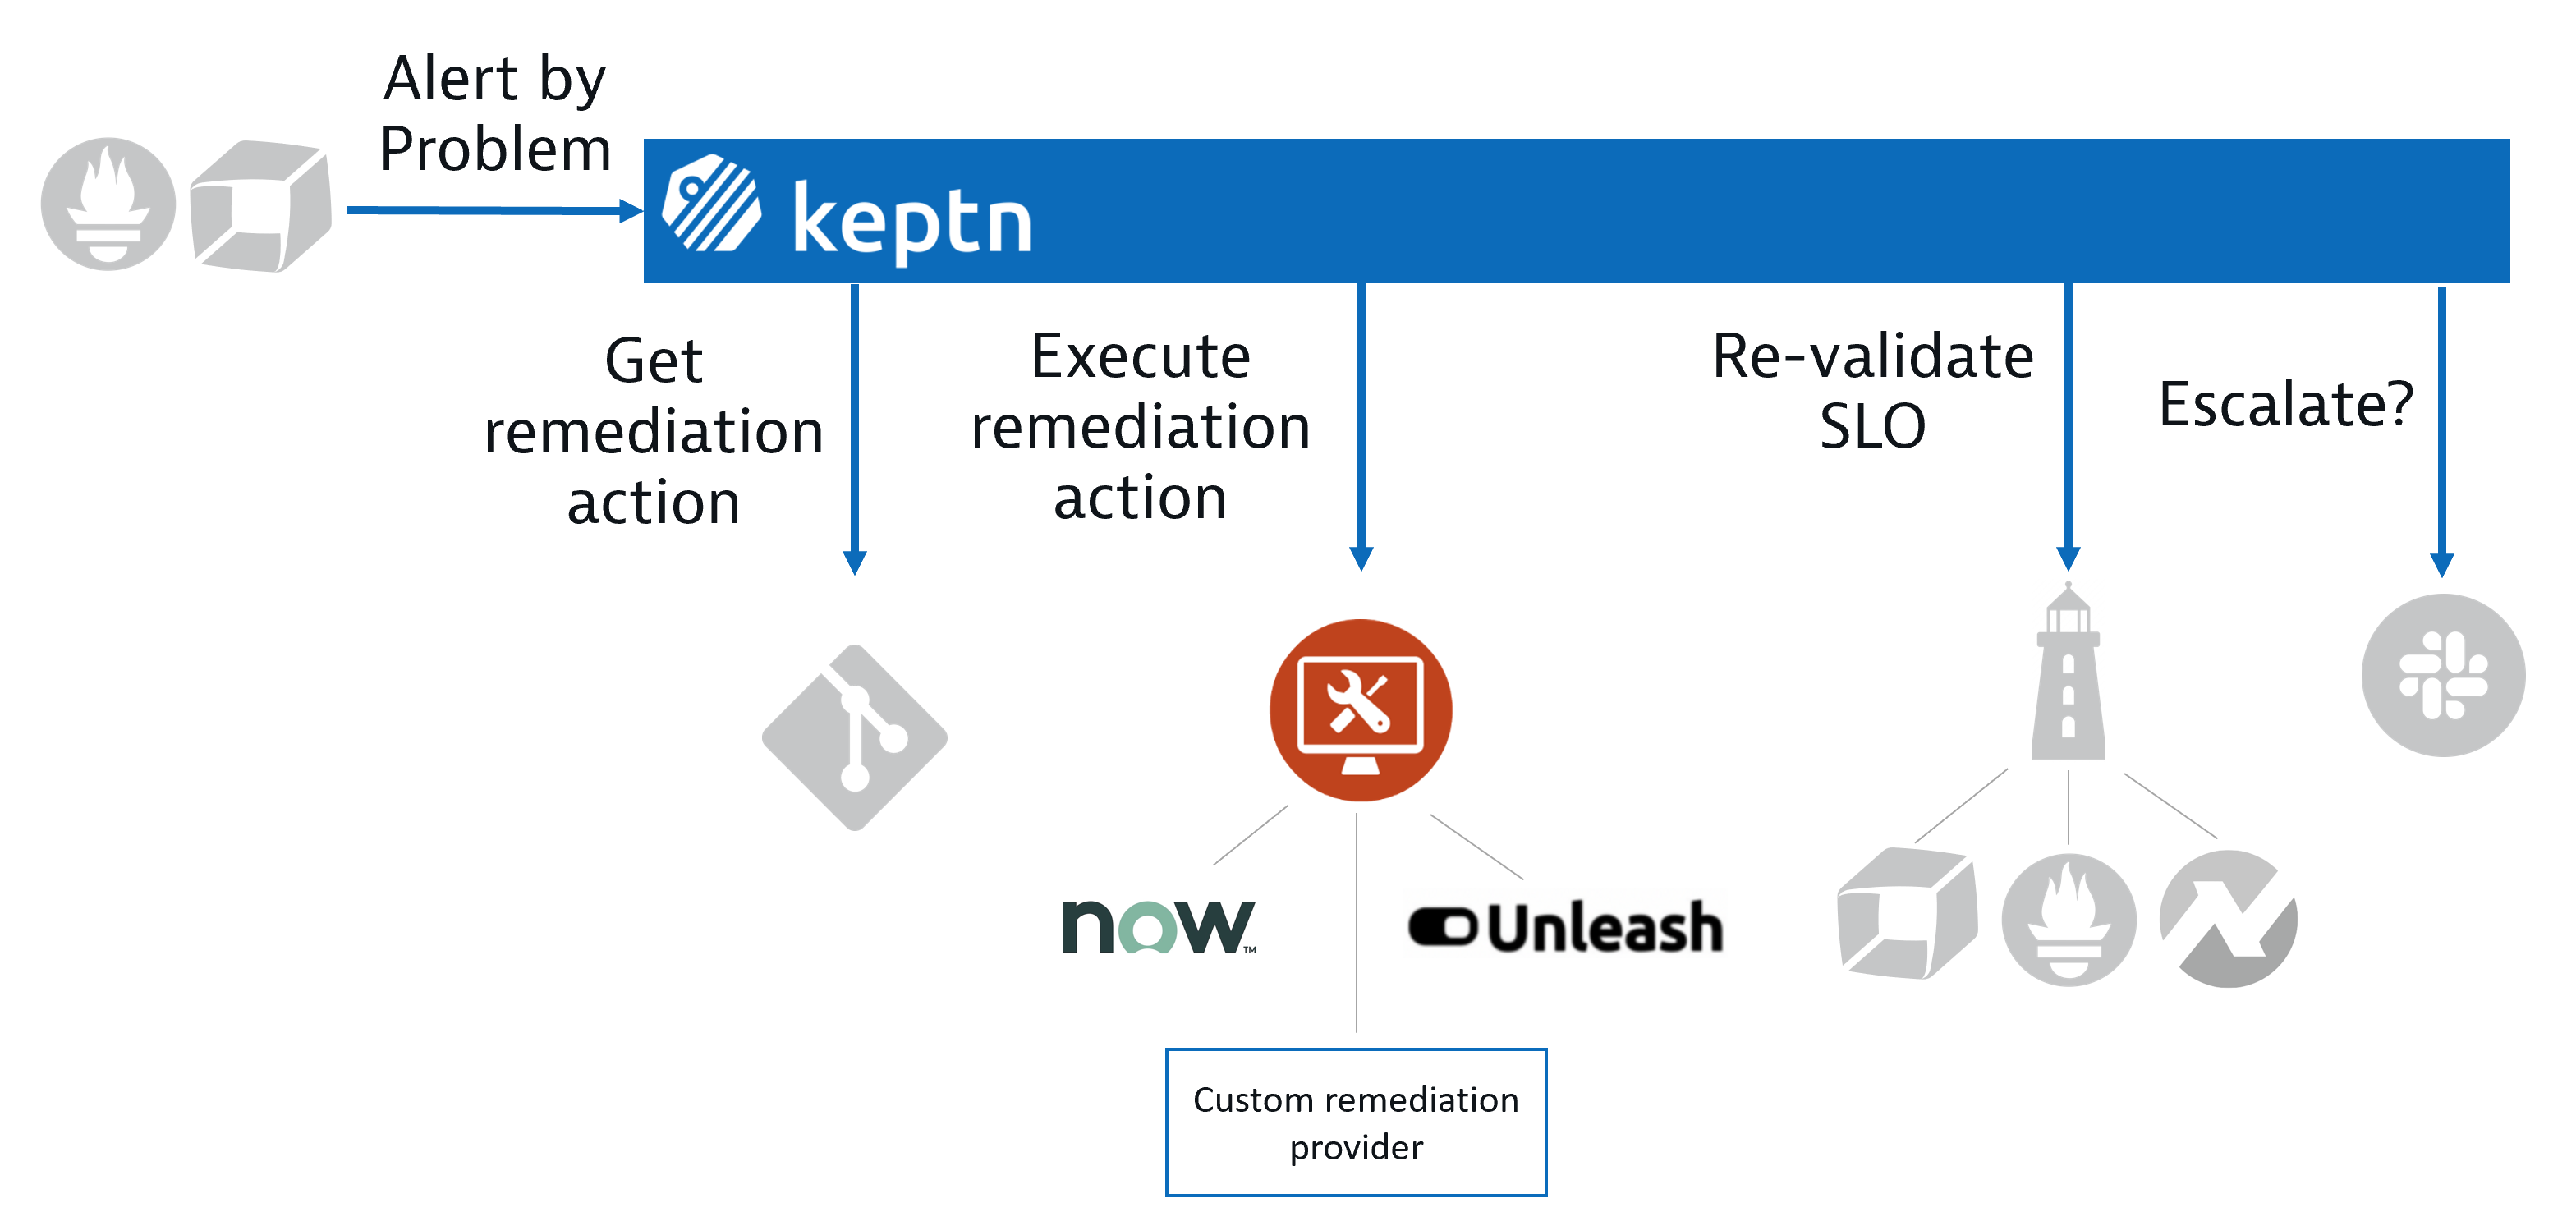 Alert by
Problem
keptn
Get
remediation
action
Execute
remediation
action
Re-validate
SLO
Escalate?
now™
Unleash
Custom remediation
provider